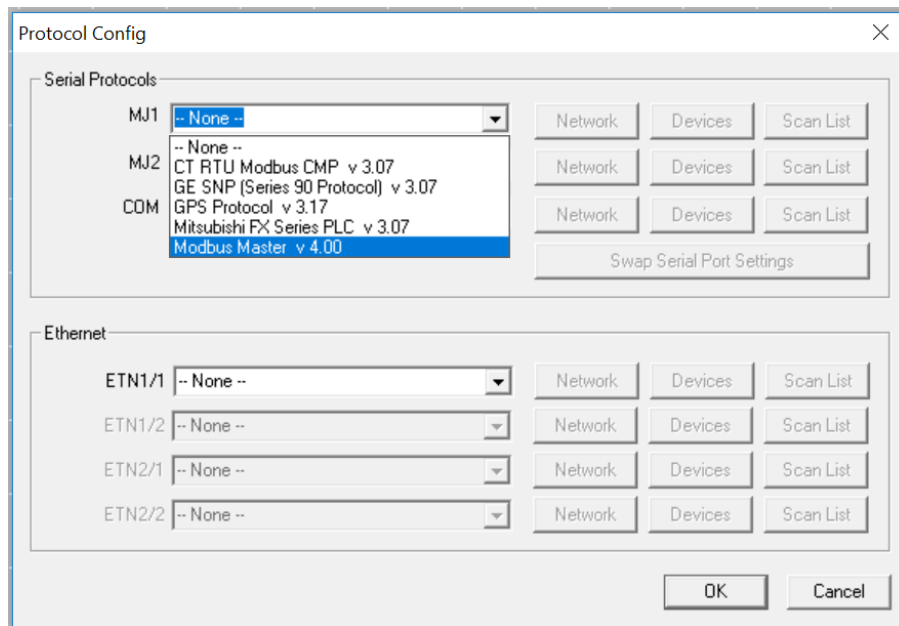 Protocol Config
Serial Protocols
MJ1 -- None -- Network Devices Scan List
-- None --
MJ2 CT RTU Modbus CMP v 3.07 Network Devices Scan List
GE SNP (Series 90 Protocol) v 3.07
COM GPS Protocol v 3.17 Network Devices Scan List
Mitsubishi FX Series PLC v 3.07
Modbus Master v 4.00
Swap Serial Port Settings
Ethernet
ETN1/1 -- None -- Network Devices Scan List
ETN1/2 -- None -- Network Devices Scan List
ETN2/1 -- None -- Network Devices Scan List
ETN2/2 -- None -- Network Devices Scan List
OK Cancel